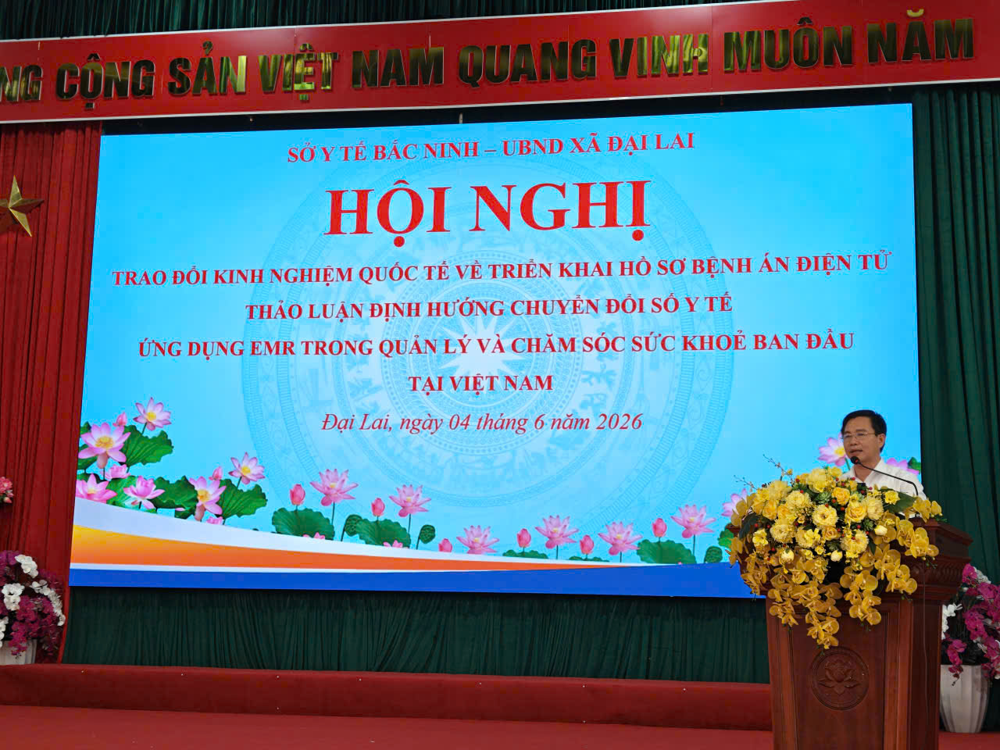 NG CỘNG SẢN VIỆT NAM QUANG VINH MUÔN NĂM
SỞ Y TẾ BẮC NINH – UBND XÃ ĐẠI LAI
HỘI NGHỊ
TRAO ĐỔI KINH NGHIỆM QUỐC TẾ VỀ TRIỂN KHAI HỒ SƠ BỆNH ÁN ĐIỆN TỬ
THẢO LUẬN ĐỊNH HƯỚNG CHUYỂN ĐỔI SỐ Y TẾ
ỨNG DỤNG EMR TRONG QUẢN LÝ VÀ CHĂM SÓC SỨC KHOẺ BAN ĐẦU
TẠI VIỆT NAM
Đại Lai, ngày 04 tháng 6 năm 2026